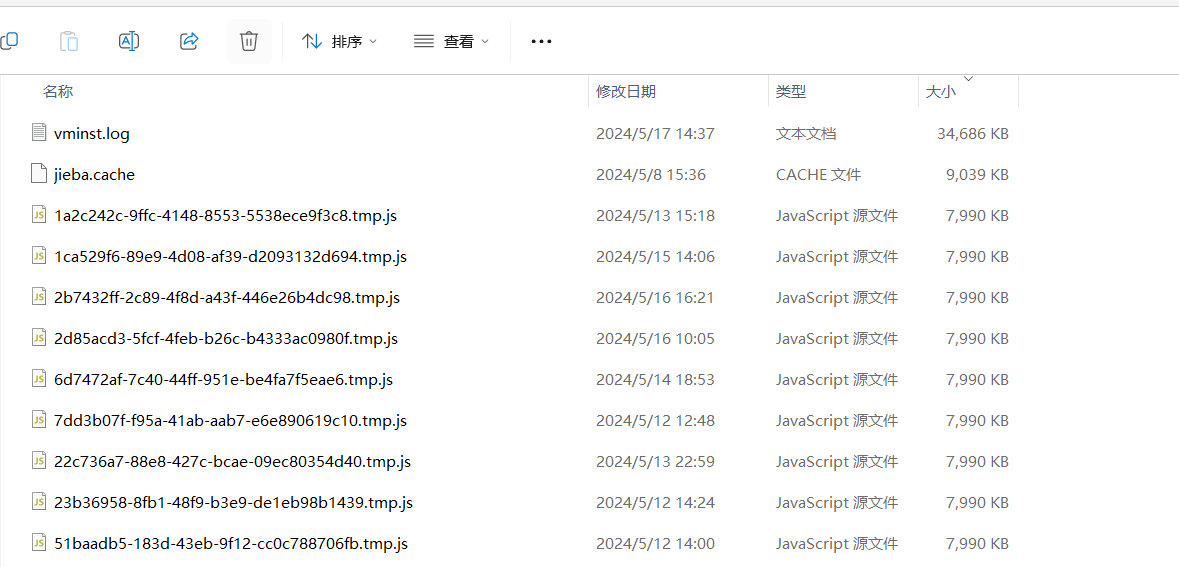 排序 查看
名称 修改日期 类型 大小
vminst.log 2024/5/17 14:37 文本文档 34,686 KB
jieba.cache 2024/5/8 15:36 CACHE 文件 9,039 KB
1a2c242c-9ffc-4148-8553-5538ece9f3c8.tmp.js 2024/5/13 15:18 JavaScript 源文件 7,990 KB
1ca529f6-89e9-4d08-af39-d2093132d694.tmp.js 2024/5/15 14:06 JavaScript 源文件 7,990 KB
2b7432ff-2c89-4f8d-a43f-446e26b4dc98.tmp.js 2024/5/16 16:21 JavaScript 源文件 7,990 KB
2d85acd3-5fcf-4feb-b26c-b4333ac0980f.tmp.js 2024/5/16 10:05 JavaScript 源文件 7,990 KB
6d7472af-7c40-44ff-951e-be4fa7f5eae6.tmp.js 2024/5/14 18:53 JavaScript 源文件 7,990 KB
7dd3b07f-f95a-41ab-aab7-e6e890619c10.tmp.js 2024/5/12 12:48 JavaScript 源文件 7,990 KB
22c736a7-88e8-427c-bcae-09ec80354d40.tmp.js 2024/5/13 22:59 JavaScript 源文件 7,990 KB
23b36958-8fb1-48f9-b3e9-de1eb98b1439.tmp.js 2024/5/12 14:24 JavaScript 源文件 7,990 KB
51baadb5-183d-43eb-9f12-cc0c788706fb.tmp.js 2024/5/12 14:00 JavaScript 源文件 7,990 KB